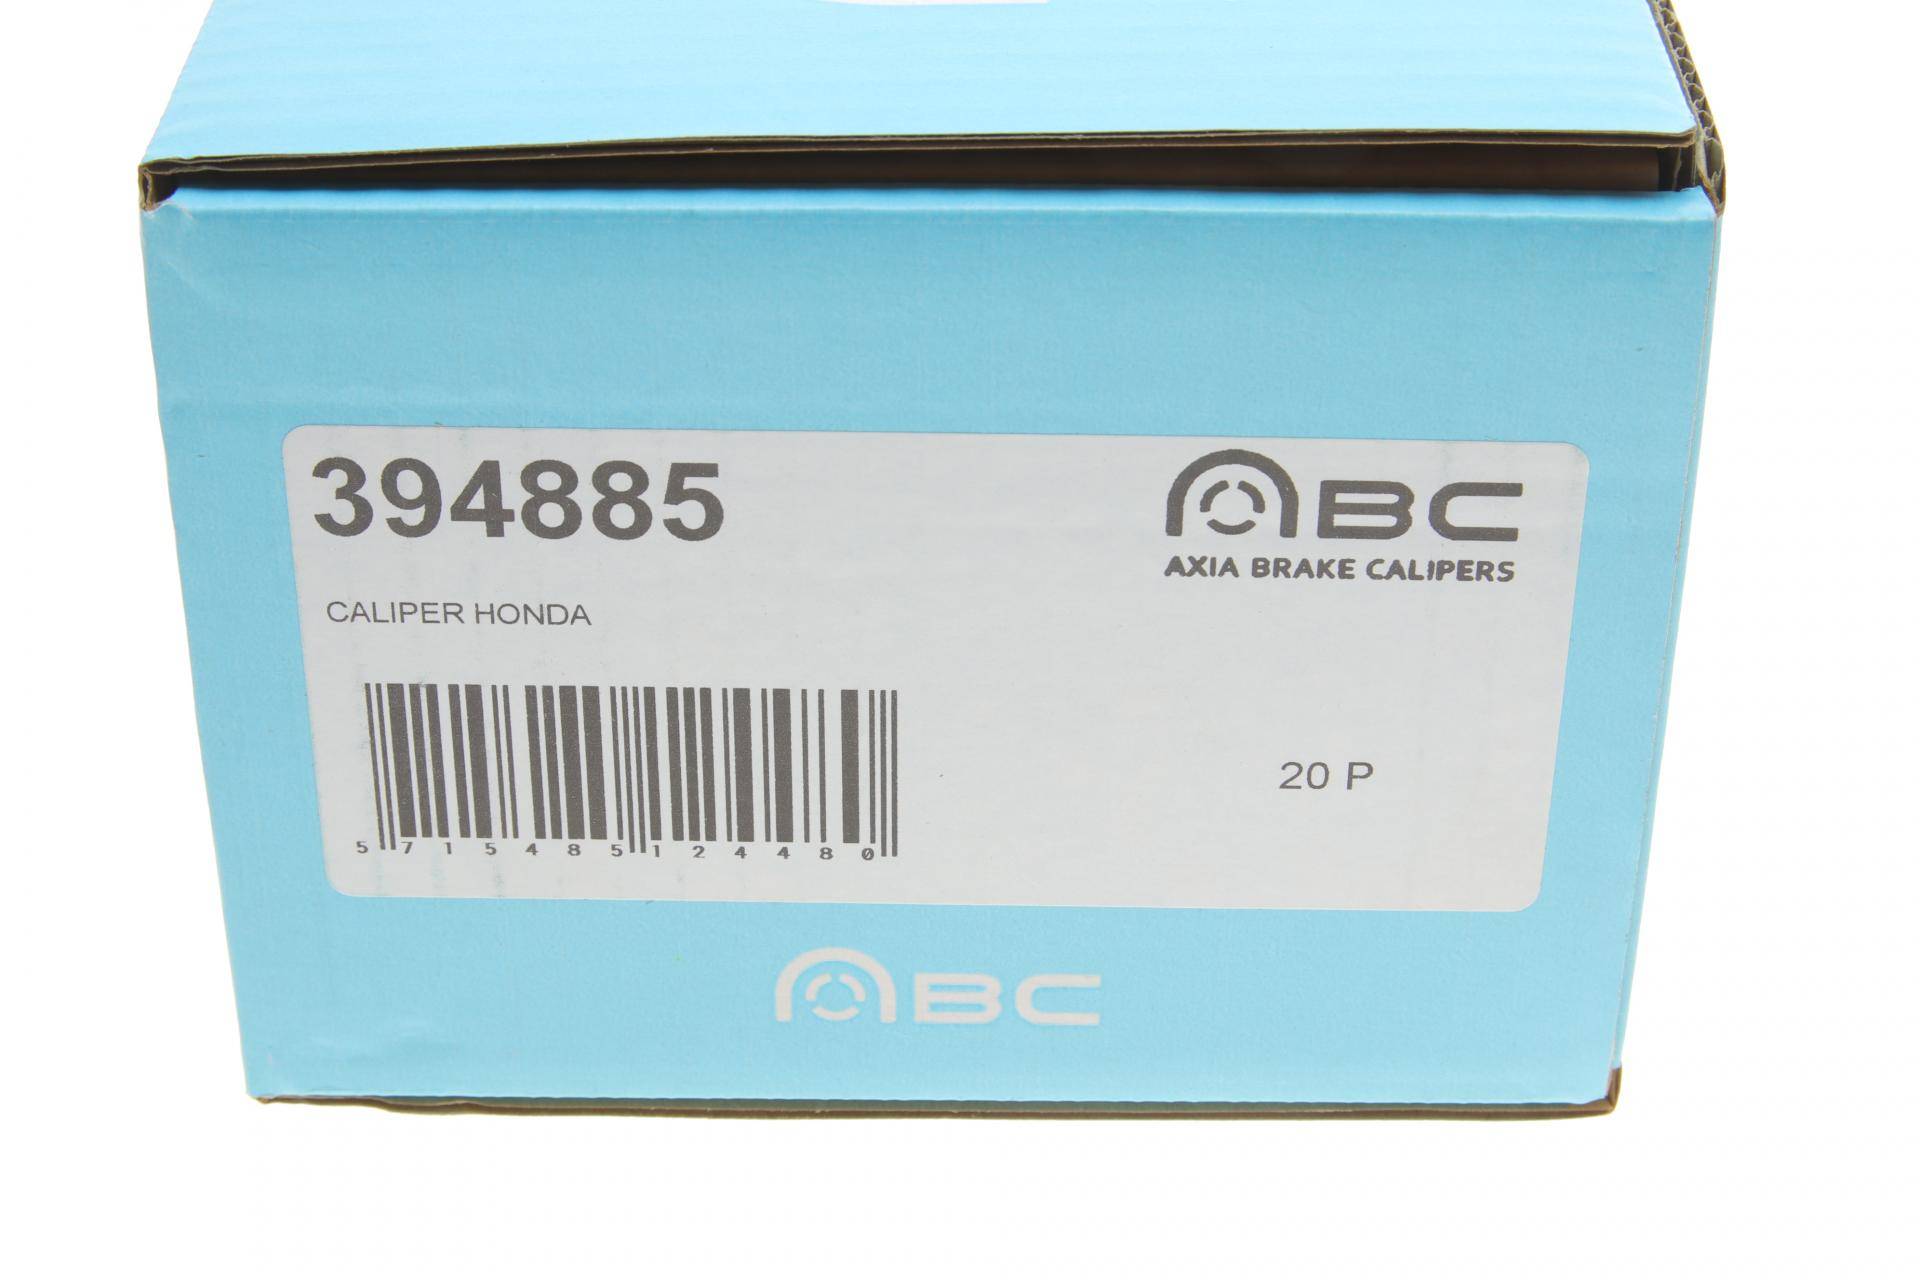 394885
ABC
AXIA BRAKE CALIPERS
CALIPER HONDA
20 P
5715485124480
ABC